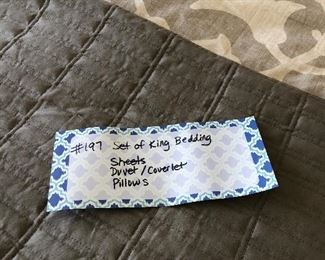 #197 Set of King Bedding
Sheets
Duvet/Coverlet
Pillows